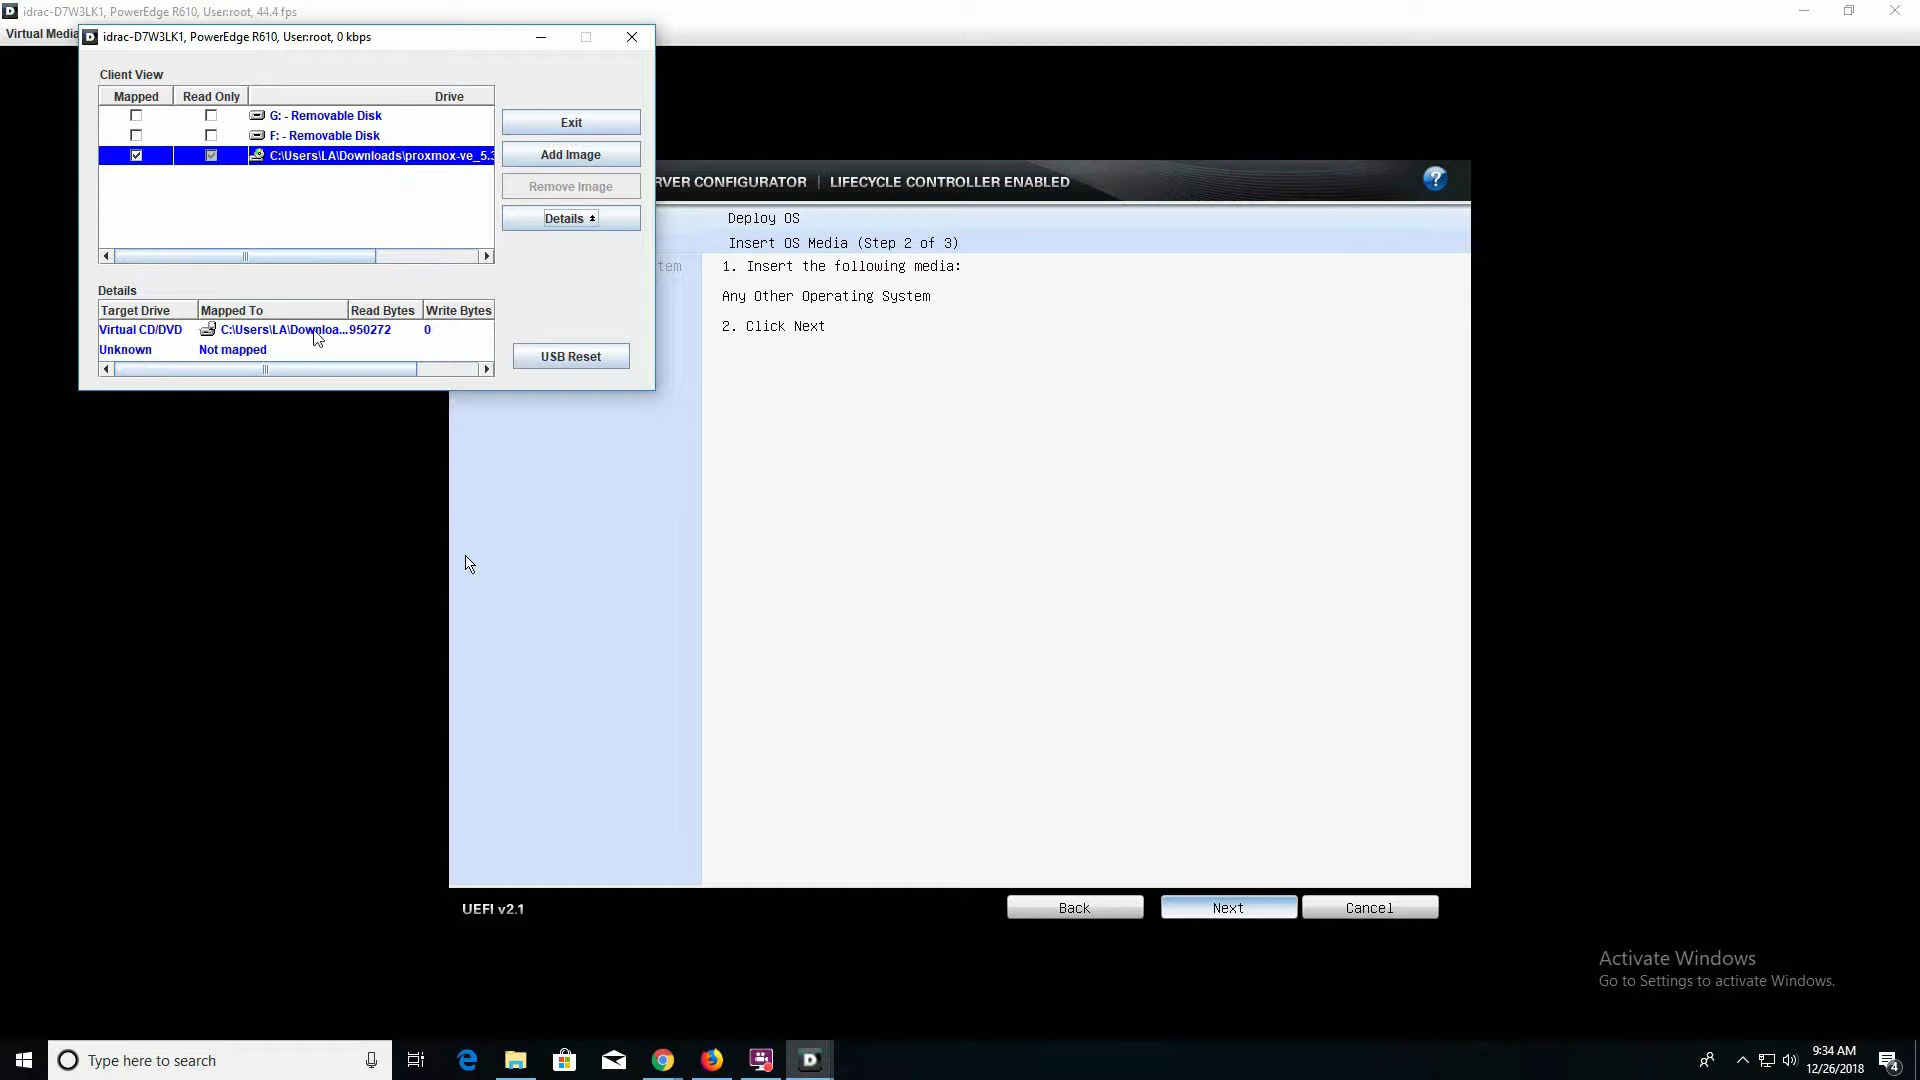 idrac-D7W3LK1, PowerEdge R610, User:root, 44.4 fps
Virtual Media
idrac-D7W3LK1, PowerEdge R610, User:root, 0 kbps
Client View
Mapped Read Only Drive
G: - Removable Disk
F: - Removable Disk
C:\Users\LA\Downloads\proxmox-ve_5.3
Exit
Add Image
Remove Image
Details
Details
Target Drive Mapped To Read Bytes Write Bytes
Virtual CD/DVD C:\Users\LA\Downloa... 950272 0
Unknown Not mapped
USB Reset
RVER CONFIGURATOR | LIFECYCLE CONTROLLER ENABLED
?
Deploy OS
Insert OS Media (Step 2 of 3)
tem
1. Insert the following media:
Any Other Operating System
2. Click Next
UEFI v2.1
Back Next Cancel
Activate Windows
Go to Settings to activate Windows.
Type here to search
9:34 AM
12/26/2018
4